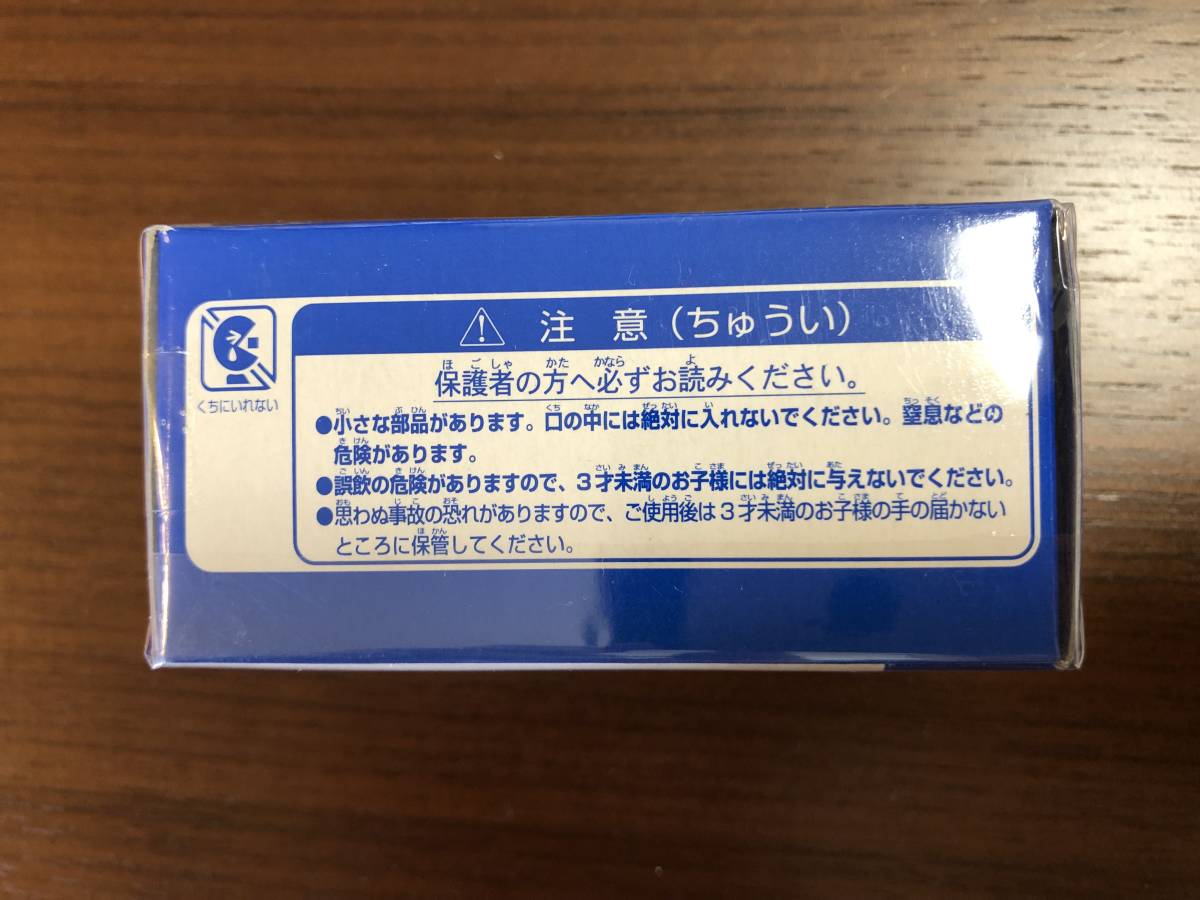 注 意 (ちゅうい)
保護者の方へ必ずお読みください。
●小さな部品があります。口の中には絶対に入れないでください。窒息などの
危険があります。
●誤飲の危険がありますので、3才未満のお子様には絶対に与えないでください。
●思わぬ事故の恐れがありますので、ご使用後は3才未満のお子様の手の届かない
ところに保管してください。
くちにいれない